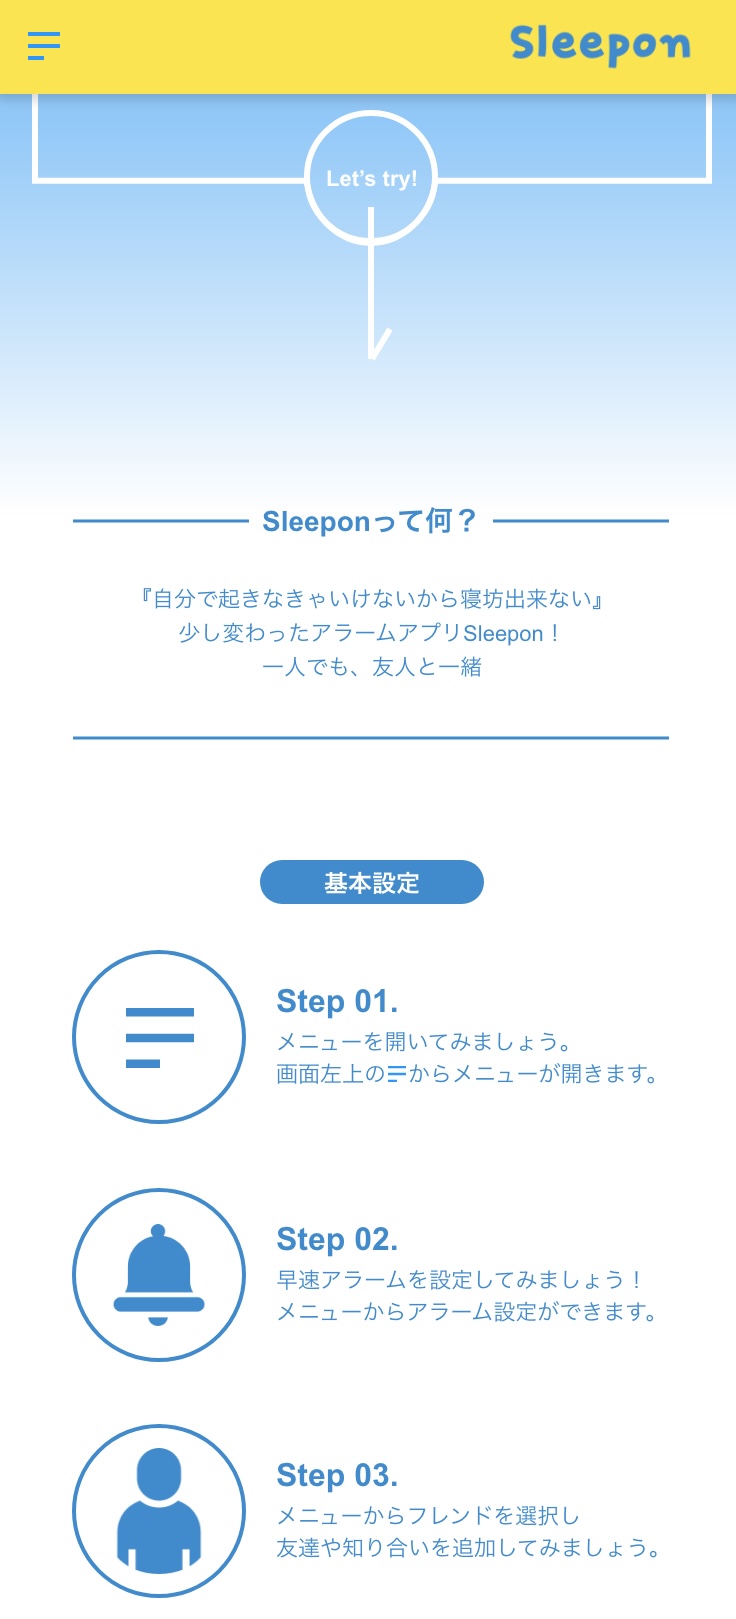 Sleepon
Let's try!
Sleeponって何？
『自分で起きなきゃいけないから寝坊出来ない』
少し変わったアラームアプリSleepon！
一人でも、友人と一緒
基本設定
Step 01.
メニューを開いてみましょう。
画面左上のからメニューが開きます。
Step 02.
早速アラームを設定してみましょう！
メニューからアラーム設定ができます。
Step 03.
メニューからフレンドを選択し
友達や知り合いを追加してみましょう。